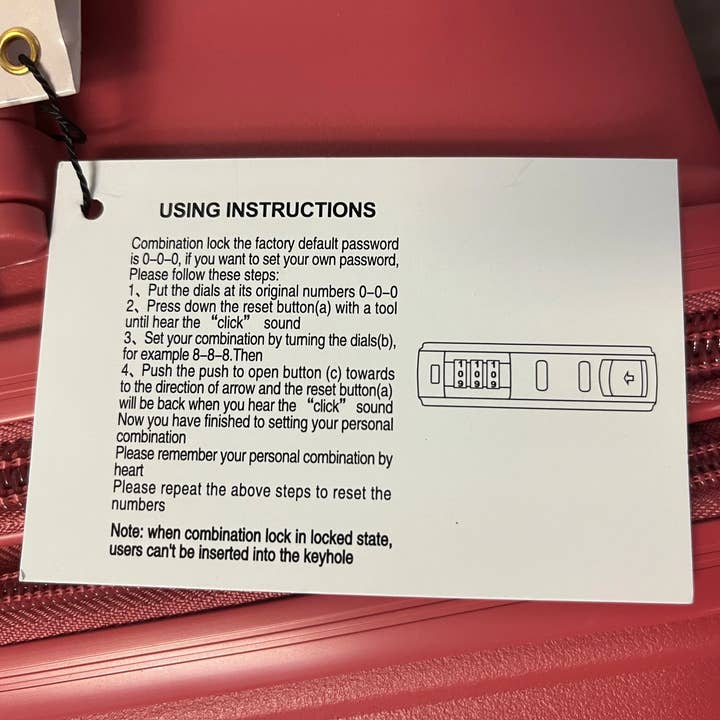 USING INSTRUCTIONS
Combination lock the factory default password
is 0–0–0, if you want to set your own password,
Please follow these steps:
1、Put the dials at its original numbers 0–0–0
2、Press down the reset button(a) with a tool
until hear the “click” sound
3、Set your combination by turning the dials(b),
for example 8–8–8.Then
4、Push the push to open button (c) towards
to the direction of arrow and the reset button(a)
will be back when you hear the “click” sound
Now you have finished to setting your personal
combination
Please remember your personal combination by
heart
Please repeat the above steps to reset the
numbers
Note: when combination lock in locked state,
users can't be inserted into the keyhole